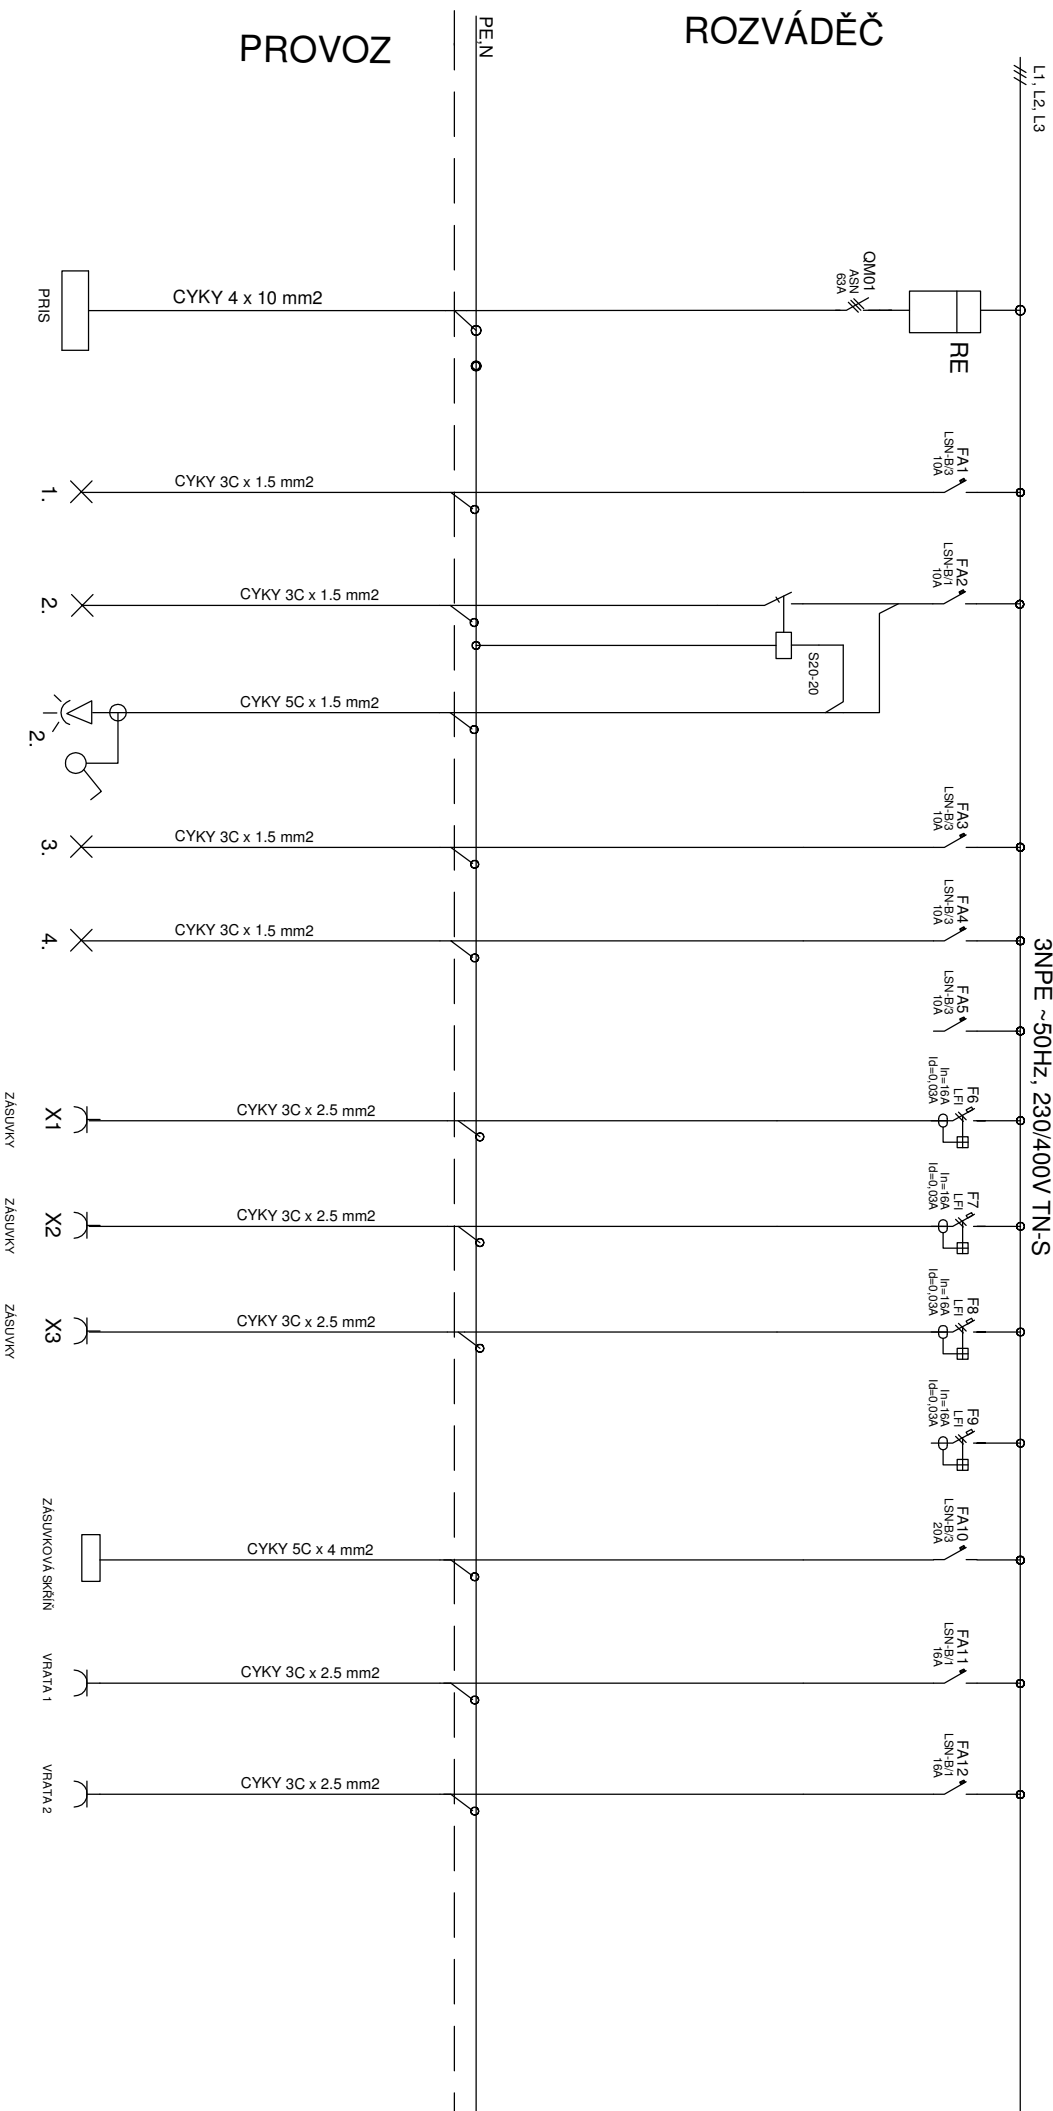 ROZVÁDĚČ
PROVOZ
L1, L2, L3
PE,N
3NPE ~50Hz, 230/400V TN-S
RE
QM01
ASN
63A
CYKY 4 x 10 mm2
PRIS
FA1
LSN-B/3
10A
CYKY 3C x 1.5 mm2
1.
FA2
LSN-B/1
10A
CYKY 3C x 1.5 mm2
2.
S20-20
CYKY 5C x 1.5 mm2
2.
FA3
LSN-B/3
10A
CYKY 3C x 1.5 mm2
3.
FA4
LSN-B/3
10A
CYKY 3C x 1.5 mm2
4.
FA5
LSN-B/3
10A
F6
LFI
In=16A
Id=0,03A
CYKY 3C x 2.5 mm2
X1
ZÁSUVKY
F7
LFI
In=16A
Id=0,03A
CYKY 3C x 2.5 mm2
X2
ZÁSUVKY
F8
LFI
In=16A
Id=0,03A
CYKY 3C x 2.5 mm2
X3
ZÁSUVKY
F9
LFI
In=16A
Id=0,03A
FA10
LSN-B/3
20A
CYKY 5C x 4 mm2
ZÁSUVKOVÁ SKŘÍŇ
FA11
LSN-B/1
16A
CYKY 3C x 2.5 mm2
VRATA 1
FA12
LSN-B/1
16A
CYKY 3C x 2.5 mm2
VRATA 2